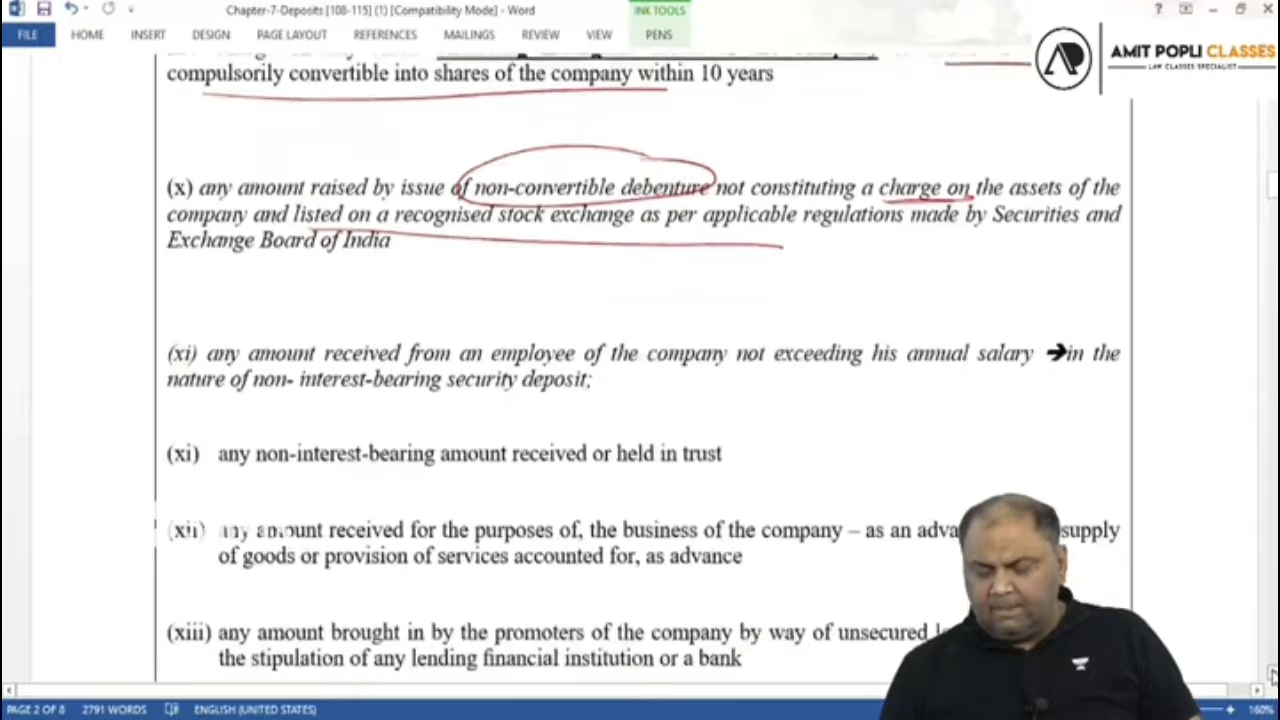 Chapter-7-Deposits [108-115] (1) [Compatibility Mode] - Word
INK TOOLS
FILE HOME INSERT DESIGN PAGE LAYOUT REFERENCES MAILINGS REVIEW VIEW PENS
AMIT POPLI CLASSES
LAW CLASSES SPECIALIST
compulsorily convertible into shares of the company within 10 years
(x) any amount raised by issue of non-convertible debenture not constituting a charge on the assets of the
company and listed on a recognised stock exchange as per applicable regulations made by Securities and
Exchange Board of India
(xi) any amount received from an employee of the company not exceeding his annual salary ➔in the
nature of non- interest-bearing security deposit;
(xi) any non-interest-bearing amount received or held in trust
(xii) any amount received for the purposes of, the business of the company – as an supply
of goods or provision of services accounted for, as advance
(xiii) any amount brought in by the promoters of the company by way of unsecured
the stipulation of any lending financial institution or a bank
PAGE 2 OF 8 2791 WORDS ENGLISH (UNITED STATES) 160%